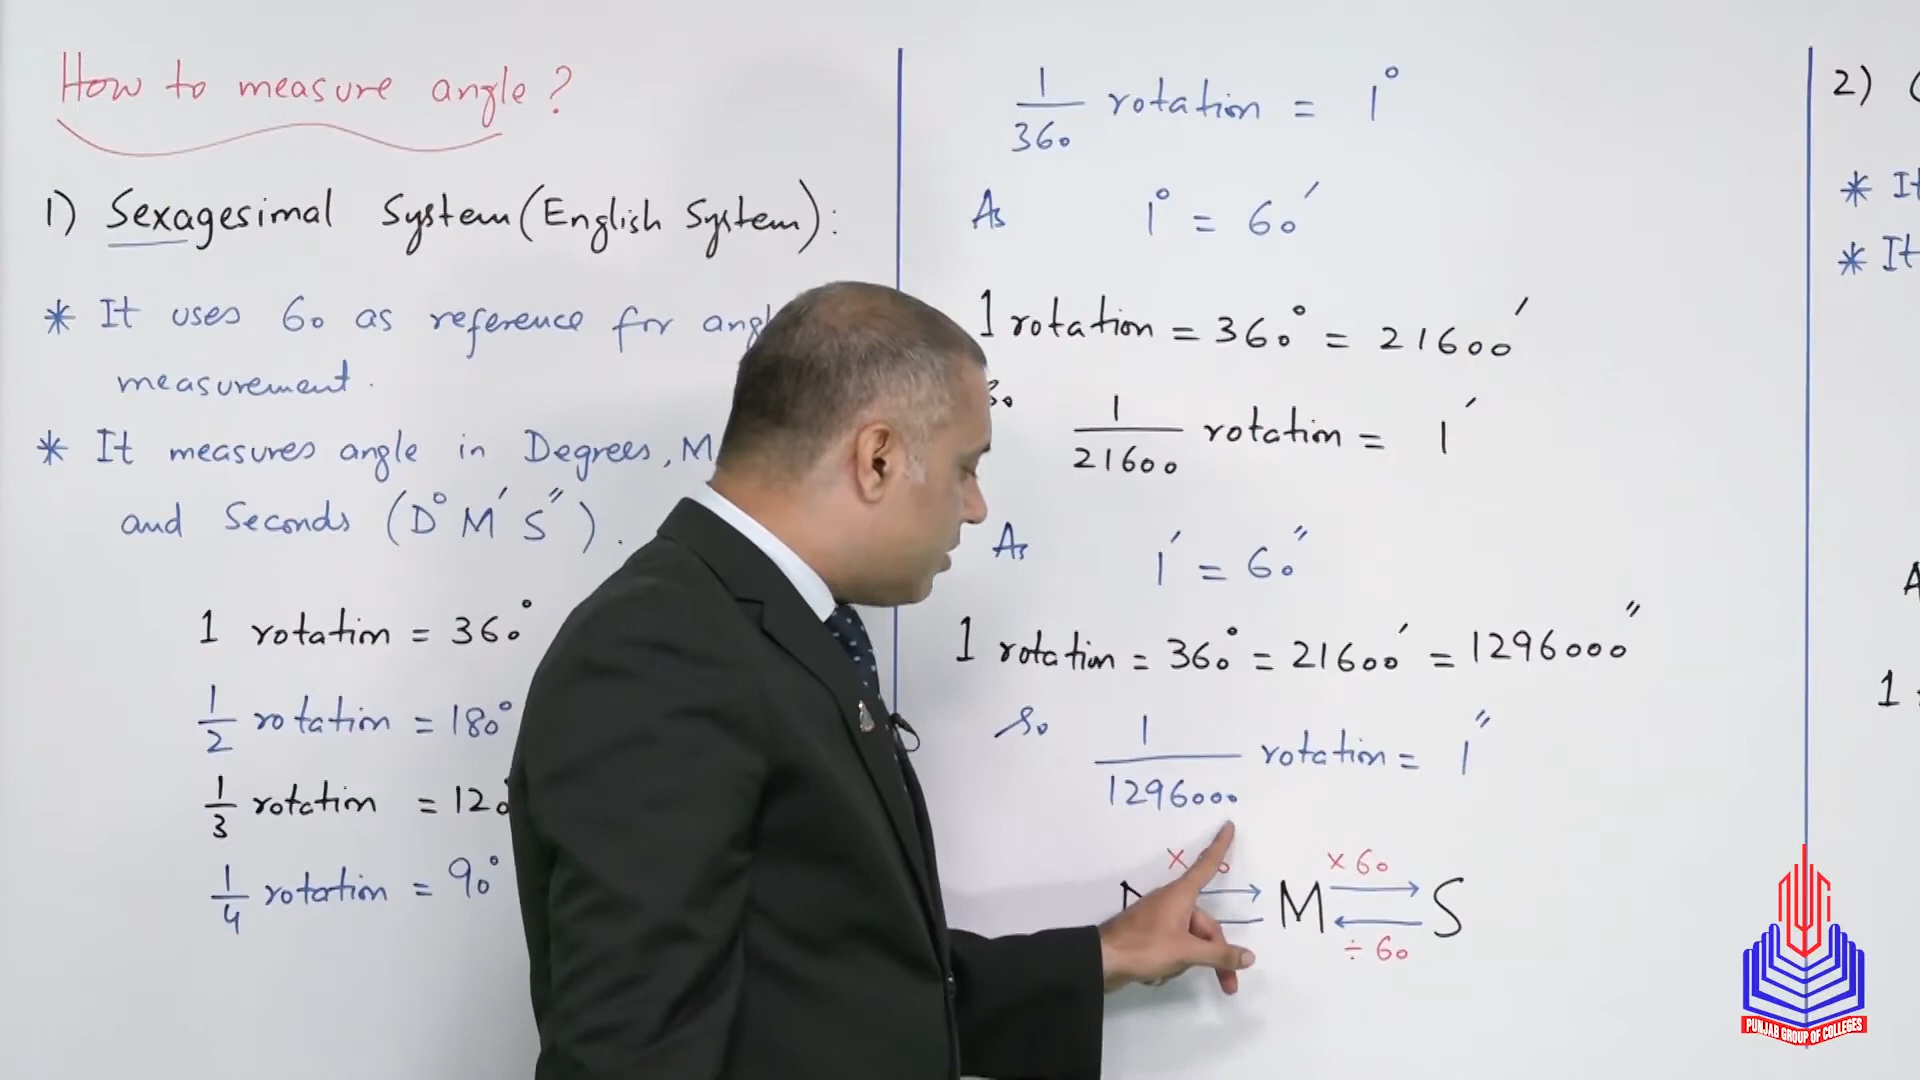 How to measure angle?
1) Sexagesimal System (English System):
* It uses 60 as reference for
measurement.
* It measures angle in Degrees,
and Seconds (D° M′ S″).
1 rotation = 360°
1/2 rotation = 180°
1/3 rotation = 120°
1/4 rotation = 90°
1/360 rotation = 1°
As 1° = 60′
1 rotation = 360° = 21600′
So 1/21600 rotation = 1′
As 1′ = 60″
1 rotation = 360° = 21600′ = 1296000″
So 1/1296000 rotation = 1″
× 60
M S
÷ 60
2)
* It
* It
1
PUNJAB GROUP OF COLLEGES